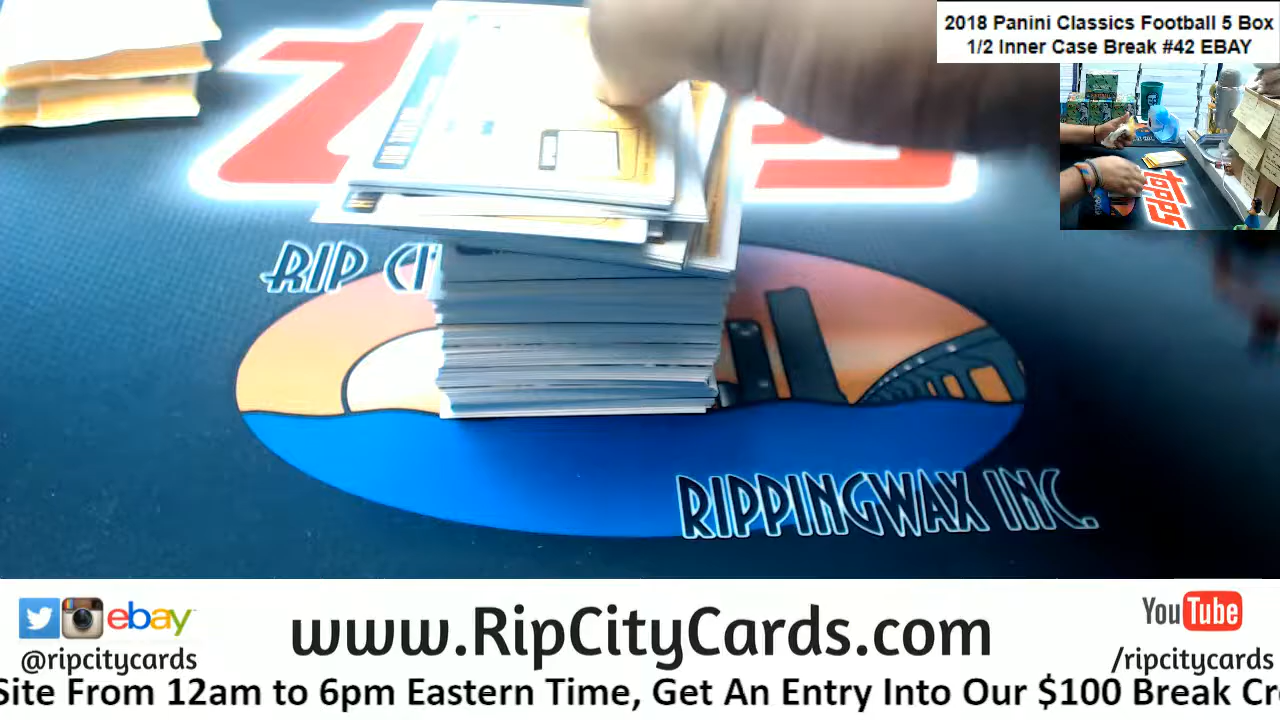 2018 Panini Classics Football 5 Box
1/2 Inner Case Break #42 EBAY
topps
RIP CI
RIPPINGWAX INC.
ebay
www.RipCityCards.com
YouTube
@ripcitycards
/ripcitycards
Site From 12am to 6pm Eastern Time, Get An Entry Into Our $100 Break Cr